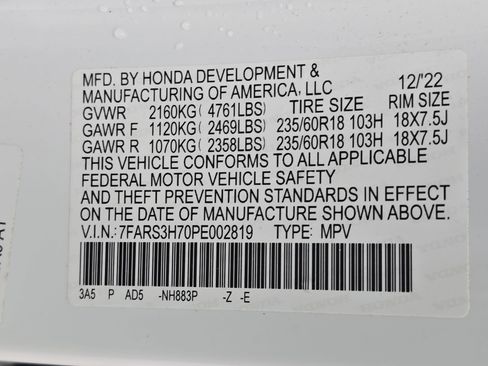 MFD. BY HONDA DEVELOPMENT &
MANUFACTURING OF AMERICA, LLC 12/'22
GVWR 2160KG( 4761LBS) TIRE SIZE RIM SIZE
GAWR F 1120KG( 2469LBS) 235/60R18 103H 18X7.5J
GAWR R 1070KG( 2358LBS) 235/60R18 103H 18X7.5J
THIS VEHICLE CONFORMS TO ALL APPLICABLE
FEDERAL MOTOR VEHICLE SAFETY
AND THEFT PREVENTION STANDARDS IN EFFECT
ON THE DATE OF MANUFACTURE SHOWN ABOVE.
V.I.N.: 7FARS3H70PE002819 TYPE: MPV
3A5 P AD5 -NH883P -Z -E